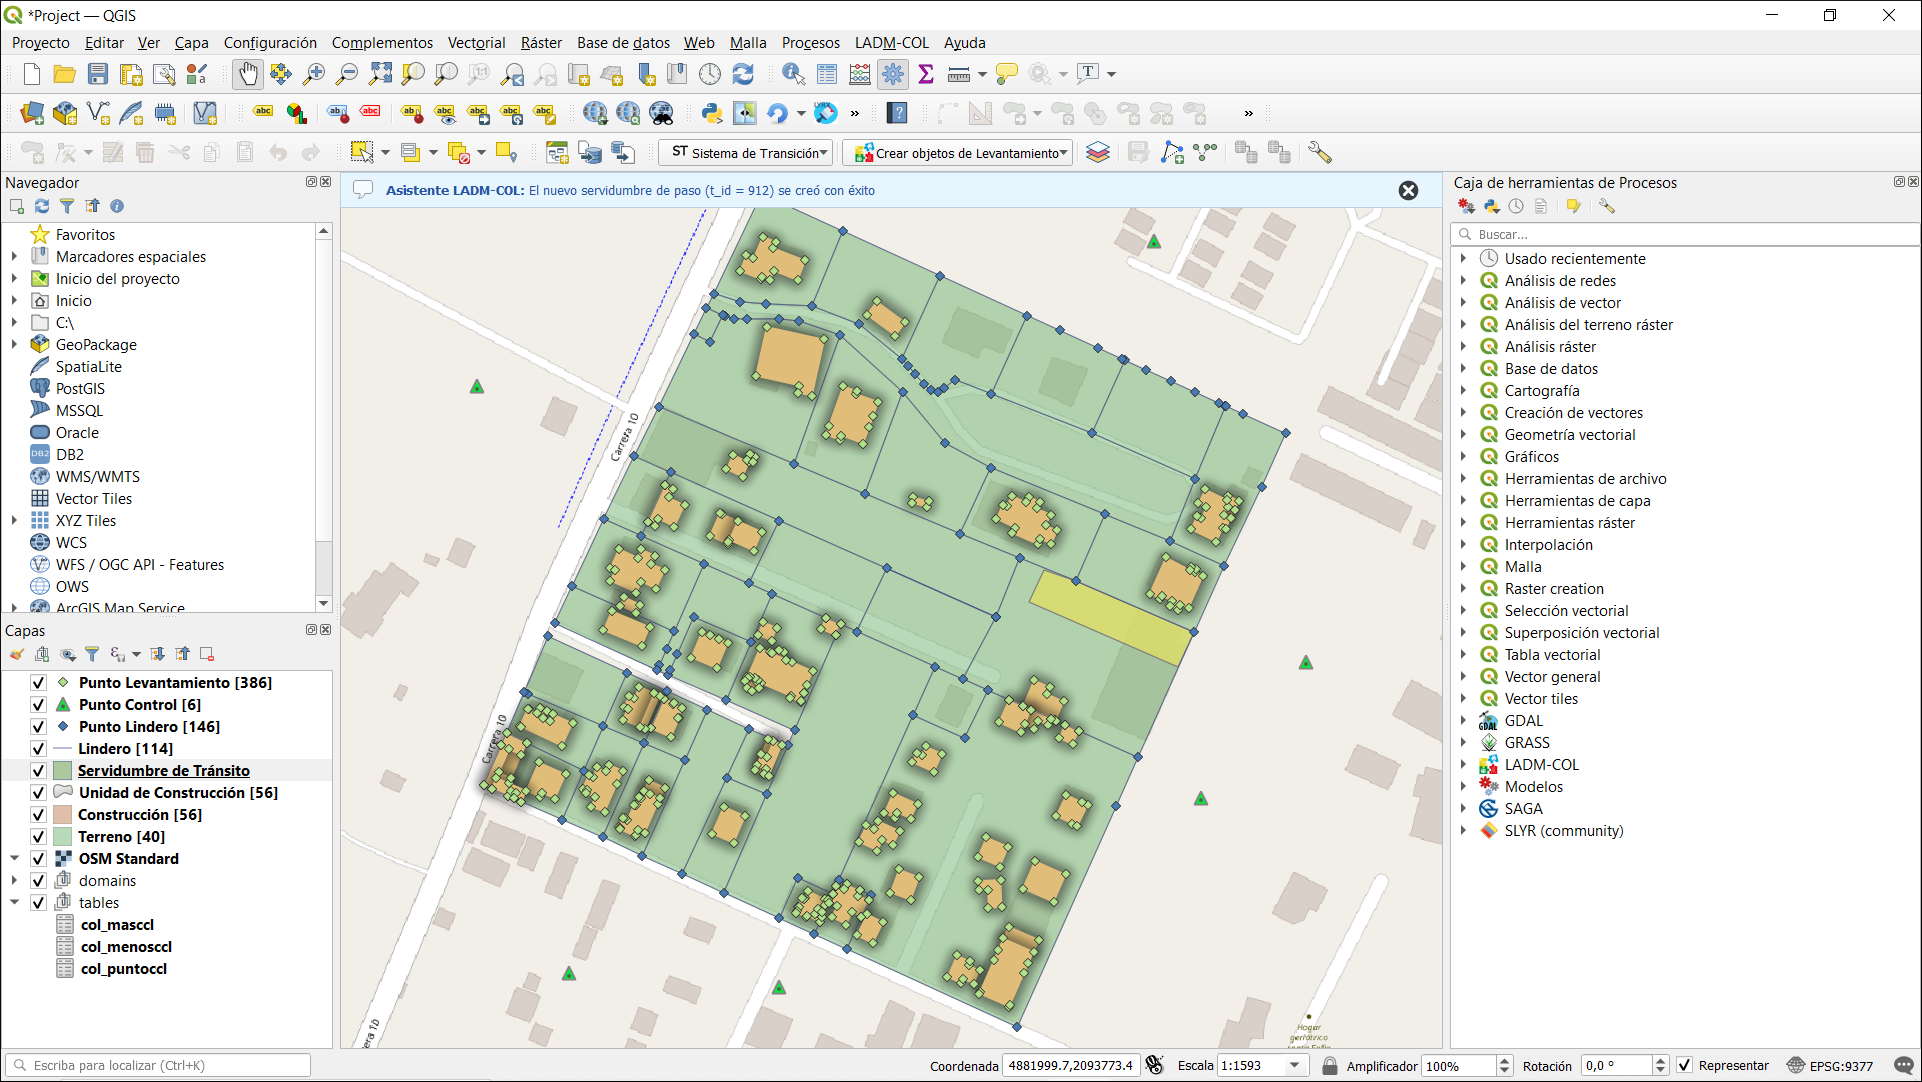 *Project — QGIS
Proyecto Editar Ver Capa Configuración Complementos Vectorial Ráster Base de datos Web Malla Procesos LADM-COL Ayuda
ST Sistema de Transición
Crear objetos de Levantamiento
Navegador
Favoritos
Marcadores espaciales
Inicio del proyecto
Inicio
C:\
GeoPackage
SpatiaLite
PostGIS
MSSQL
Oracle
DB2
WMS/WMTS
Vector Tiles
XYZ Tiles
WCS
WFS / OGC API - Features
OWS
ArcGIS Map Service
Capas
Punto Levantamiento [386]
Punto Control [6]
Punto Lindero [146]
Lindero [114]
Servidumbre de Tránsito
Unidad de Construcción [56]
Construcción [56]
Terreno [40]
OSM Standard
domains
tables
col_masccl
col_menosccl
col_puntoccl
Asistente LADM-COL: El nuevo servidumbre de paso (t_id = 912) se creó con éxito
Carrera 10
Carrera 10
rera 10
Hogar
geriátrico
Caja de herramientas de Procesos
Buscar...
Usado recientemente
Análisis de redes
Análisis de vector
Análisis del terreno ráster
Análisis ráster
Base de datos
Cartografía
Creación de vectores
Geometría vectorial
Gráficos
Herramientas de archivo
Herramientas de capa
Herramientas ráster
Interpolación
Malla
Raster creation
Selección vectorial
Superposición vectorial
Tabla vectorial
Vector general
Vector tiles
GDAL
GRASS
LADM-COL
Modelos
SAGA
SLYR (community)
Escriba para localizar (Ctrl+K)
Coordenada 4881999.7,2093773.4 Escala 1:1593 Amplificador 100% Rotación 0,0 ° Representar EPSG:9377